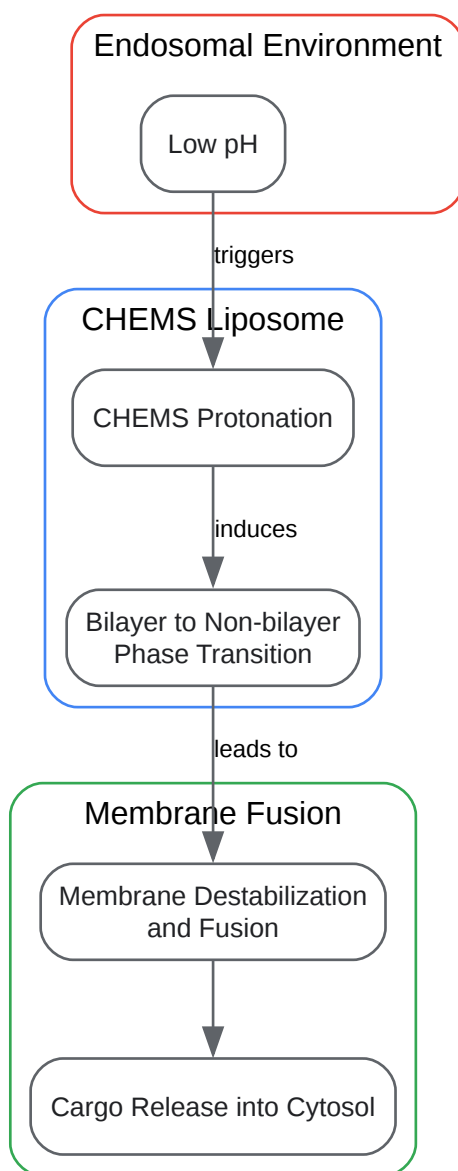 Endosomal Environment
Low pH
triggers
CHEMS Liposome
CHEMS Protonation
induces
Bilayer to Non-bilayer
Phase Transition
leads to
Membrane Fusion
Membrane Destabilization
and Fusion
Cargo Release into Cytosol